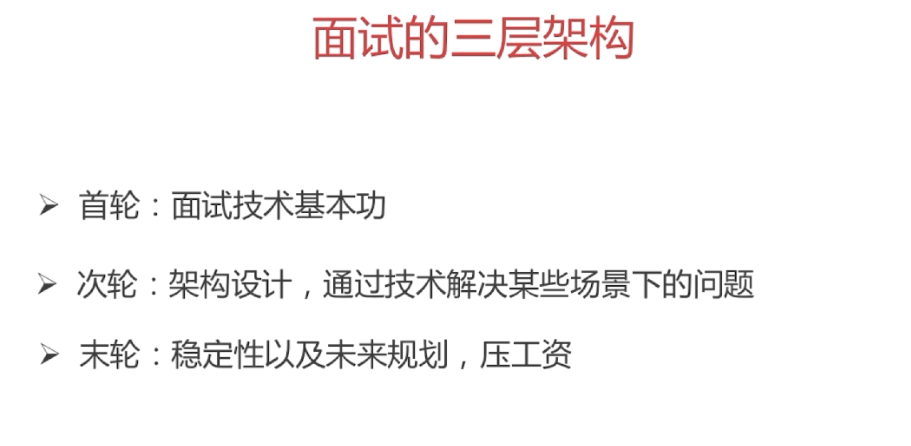 面试的三层架构
➢ 首轮：面试技术基本功
➢ 次轮：架构设计，通过技术解决某些场景下的问题
➢ 末轮：稳定性以及未来规划，压工资